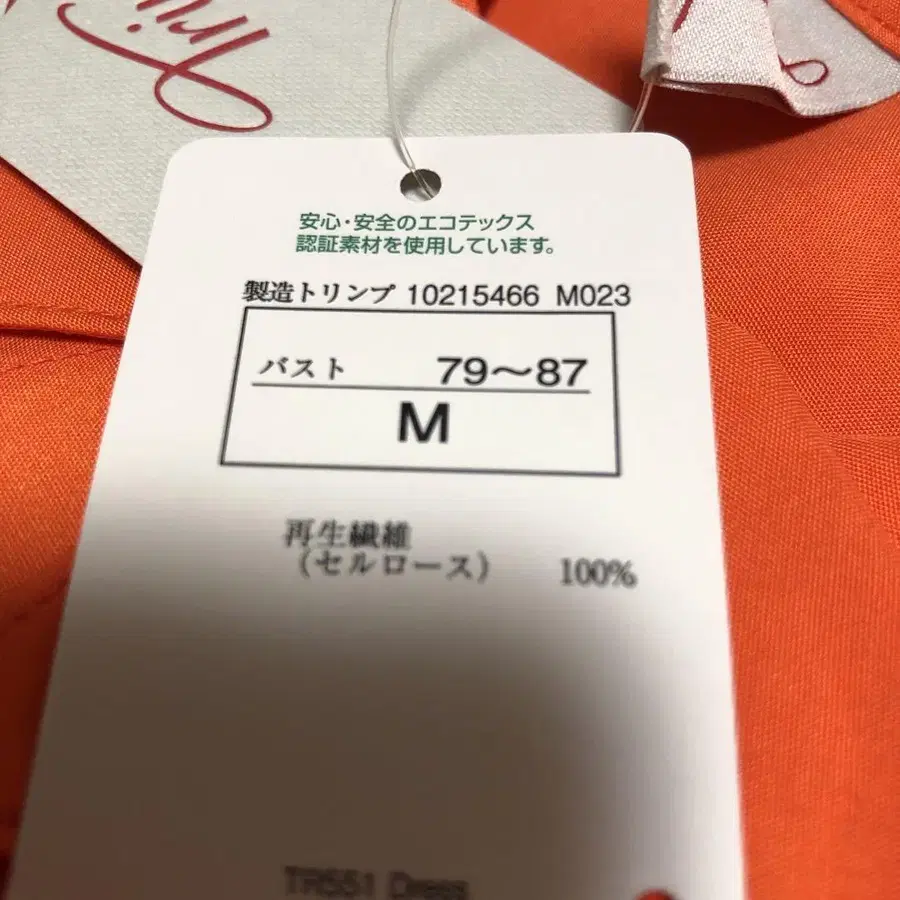 安心・安全のエコテックス
認証素材を使用しています。
製造トリンプ 10215466 M023
バスト 79～87
M
再生繊維
（セルロース） 100%
TR551 Dress